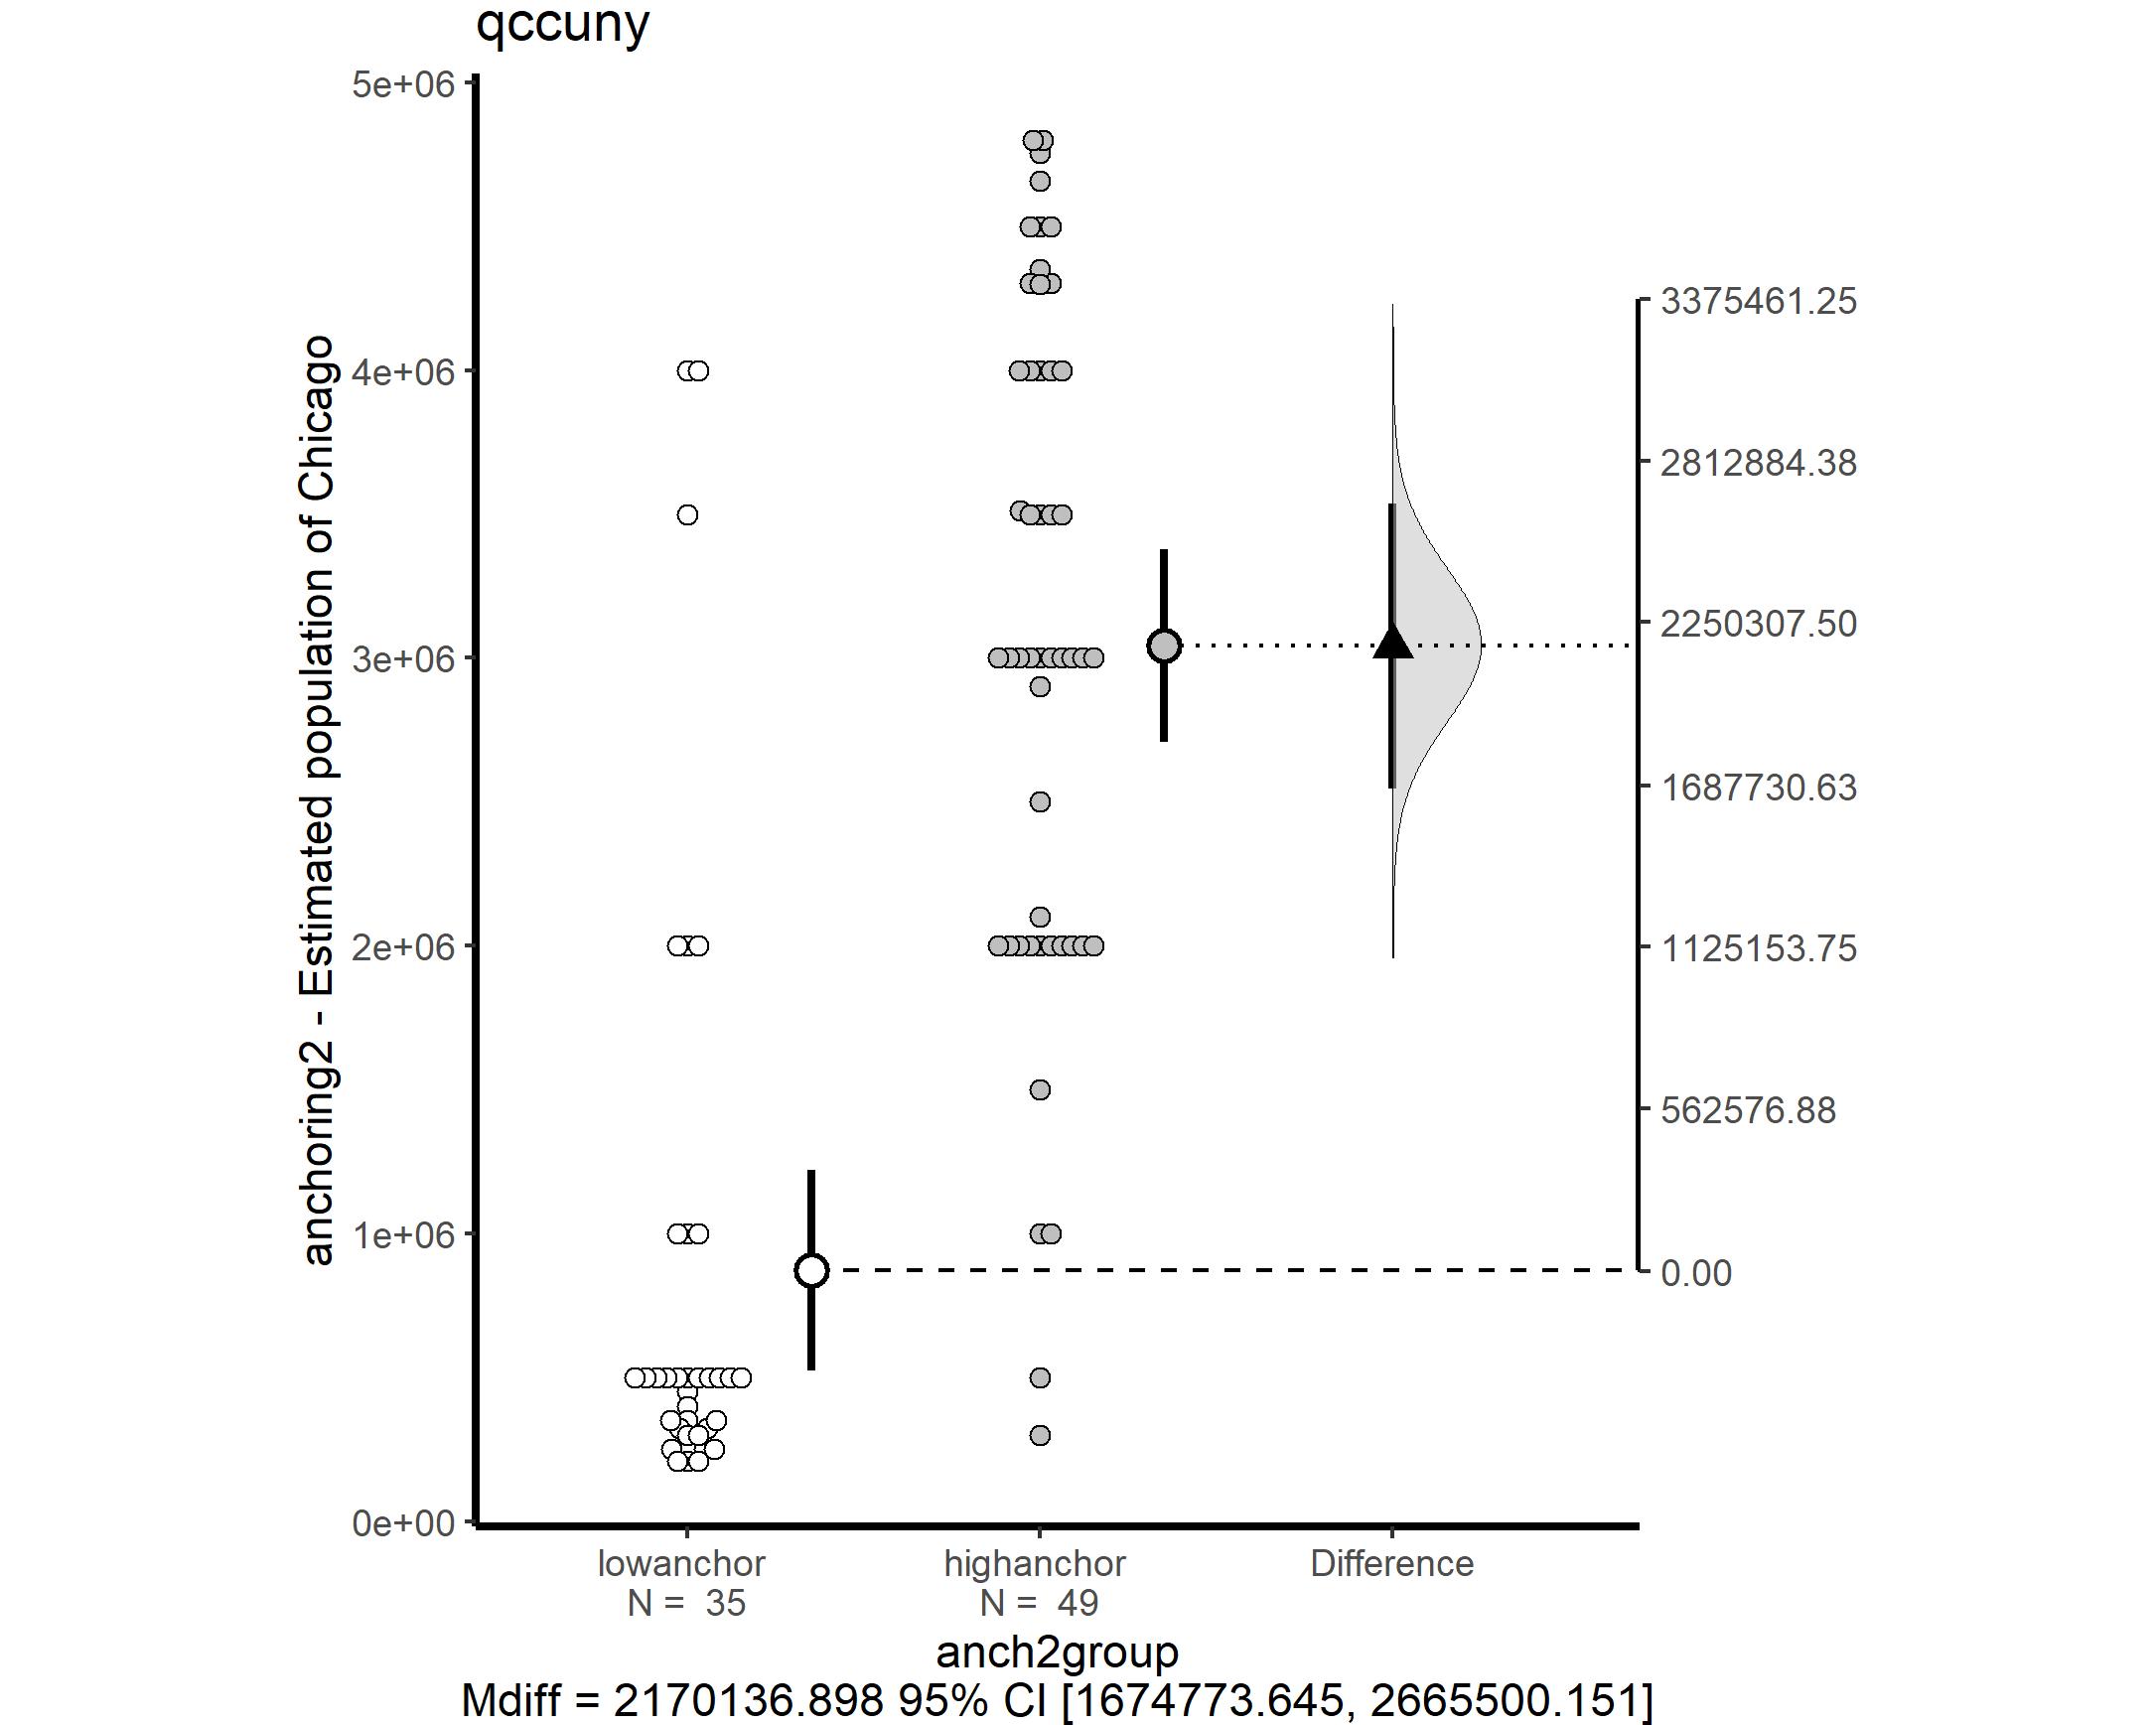 qccuny
5e+06
4e+06
3e+06
2e+06
1e+06
0e+00
anchoring2 - Estimated population of Chicago
3375461.25
2812884.38
2250307.50
1687730.63
1125153.75
562576.88
0.00
lowanchor
N = 35
highanchor
N = 49
Difference
anch2group
Mdiff = 2170136.898 95% CI [1674773.645, 2665500.151]